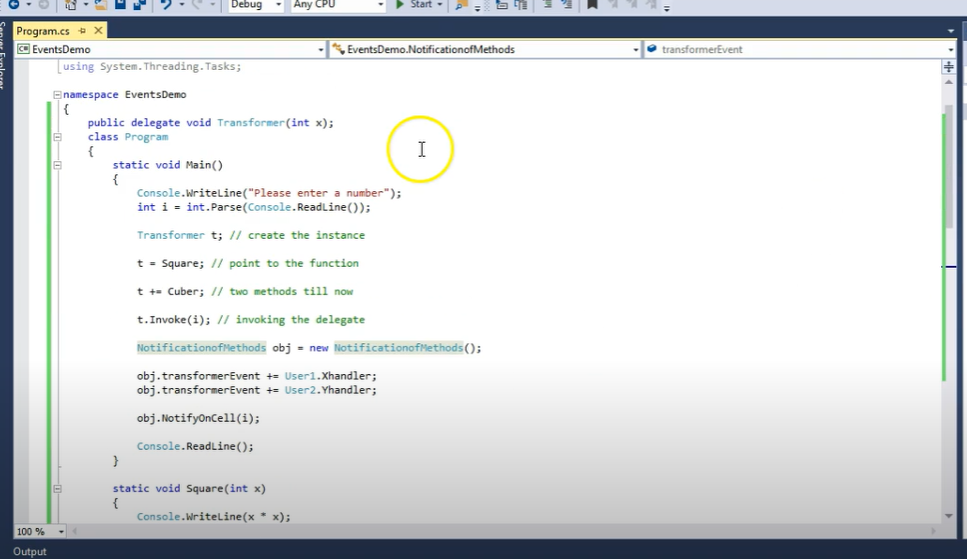 Debug Any CPU Start
Server Explorer
Program.cs
EventsDemo EventsDemo.NotificationofMethods transformerEvent
using System.Threading.Tasks;
namespace EventsDemo
{
public delegate void Transformer(int x);
class Program
{
static void Main()
{
Console.WriteLine("Please enter a number");
int i = int.Parse(Console.ReadLine());
Transformer t; // create the instance
t = Square; // point to the function
t += Cuber; // two methods till now
t.Invoke(i); // invoking the delegate
NotificationofMethods obj = new NotificationofMethods();
obj.transformerEvent += User1.Xhandler;
obj.transformerEvent += User2.Yhandler;
obj.NotifyOnCell(i);
Console.ReadLine();
}
static void Square(int x)
{
Console.WriteLine(x * x);
100 %
Output